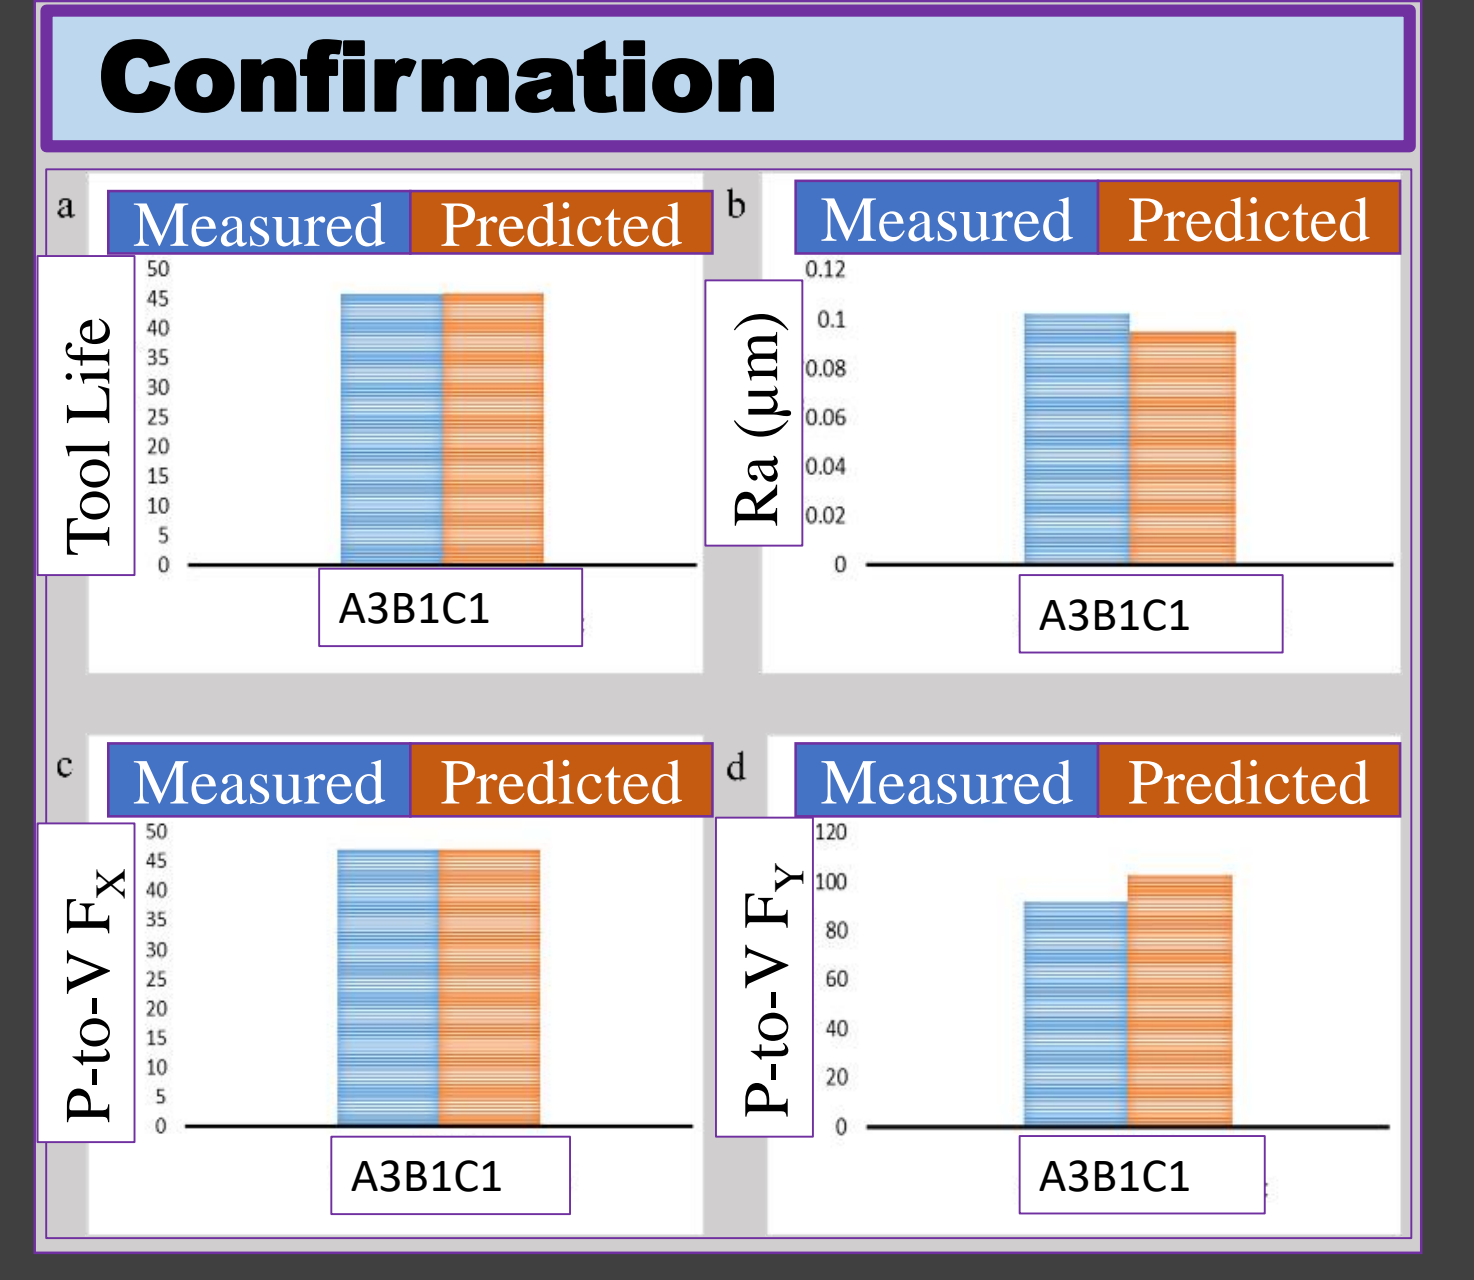 Confirmation
a
Measured Predicted
Tool Life
50
45
40
35
30
25
20
15
10
5
0
A3B1C1
b
Measured Predicted
Ra (μm)
0.12
0.1
0.08
0.06
0.04
0.02
0
A3B1C1
c
Measured Predicted
P-to-V FX
50
45
40
35
30
25
20
15
10
5
0
A3B1C1
d
Measured Predicted
P-to-V FY
120
100
80
60
40
20
0
A3B1C1